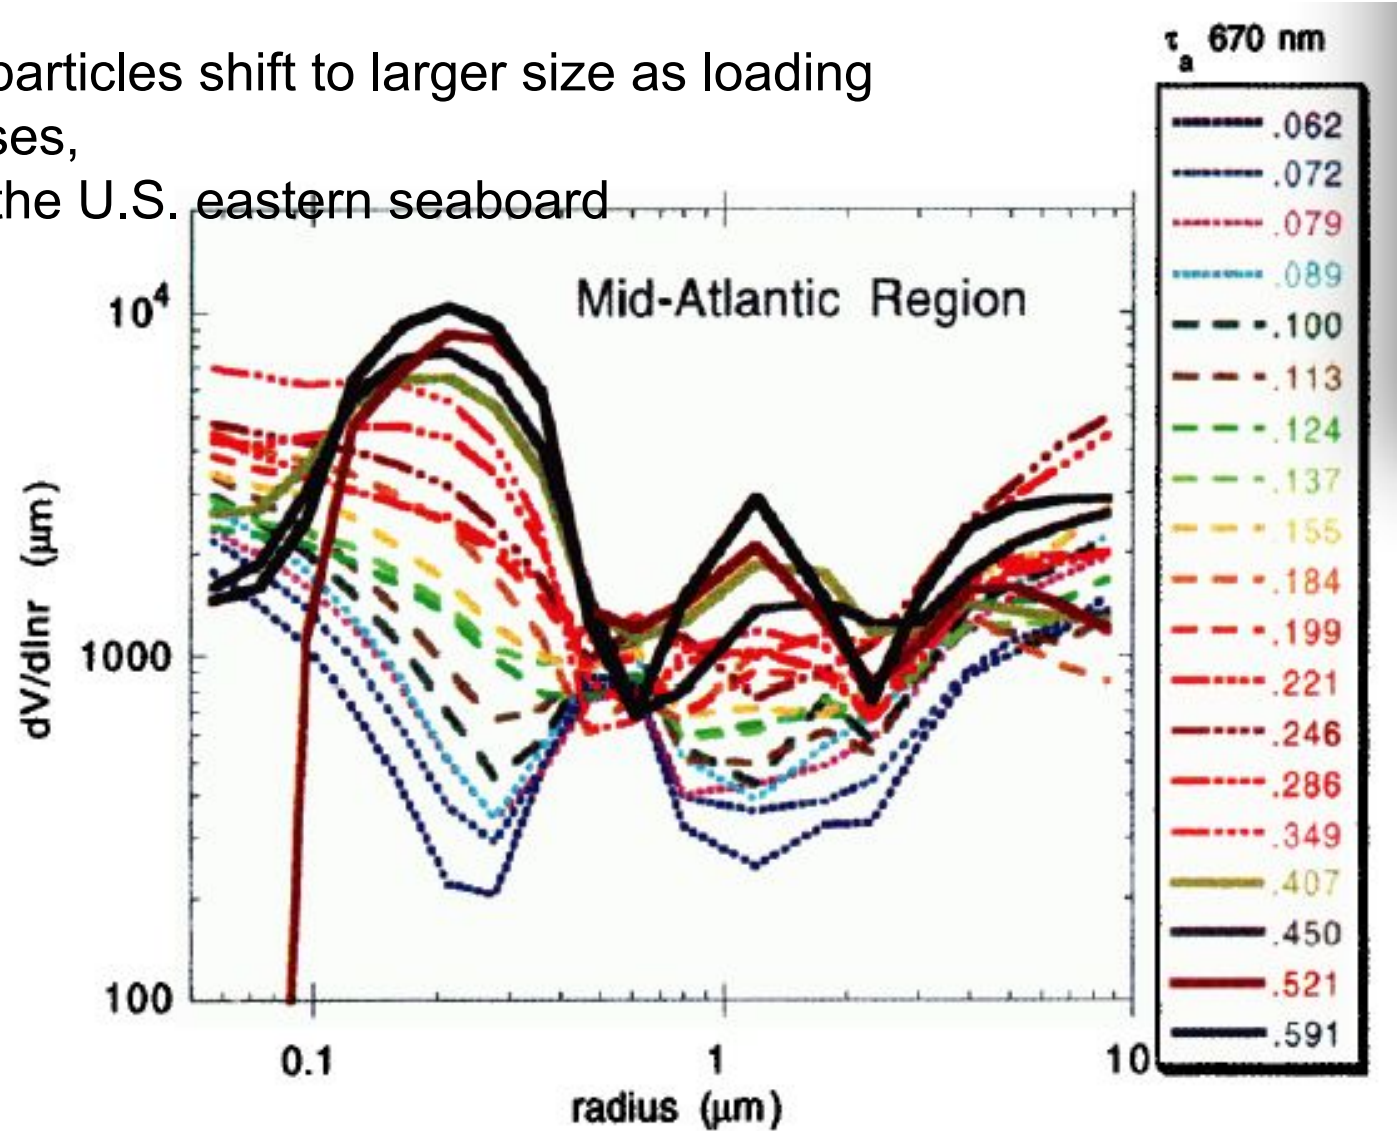 particles shift to larger size as loading
ses,
the U.S. eastern seaboard
τa 670 nm
.062
.072
.079
.089
.100
.113
.124
.137
.155
.184
.199
.221
.246
.286
.349
.407
.450
.521
.591
Mid-Atlantic Region
10⁴
1000
100
dV/dlnr (μm)
0.1 1 10
radius (μm)